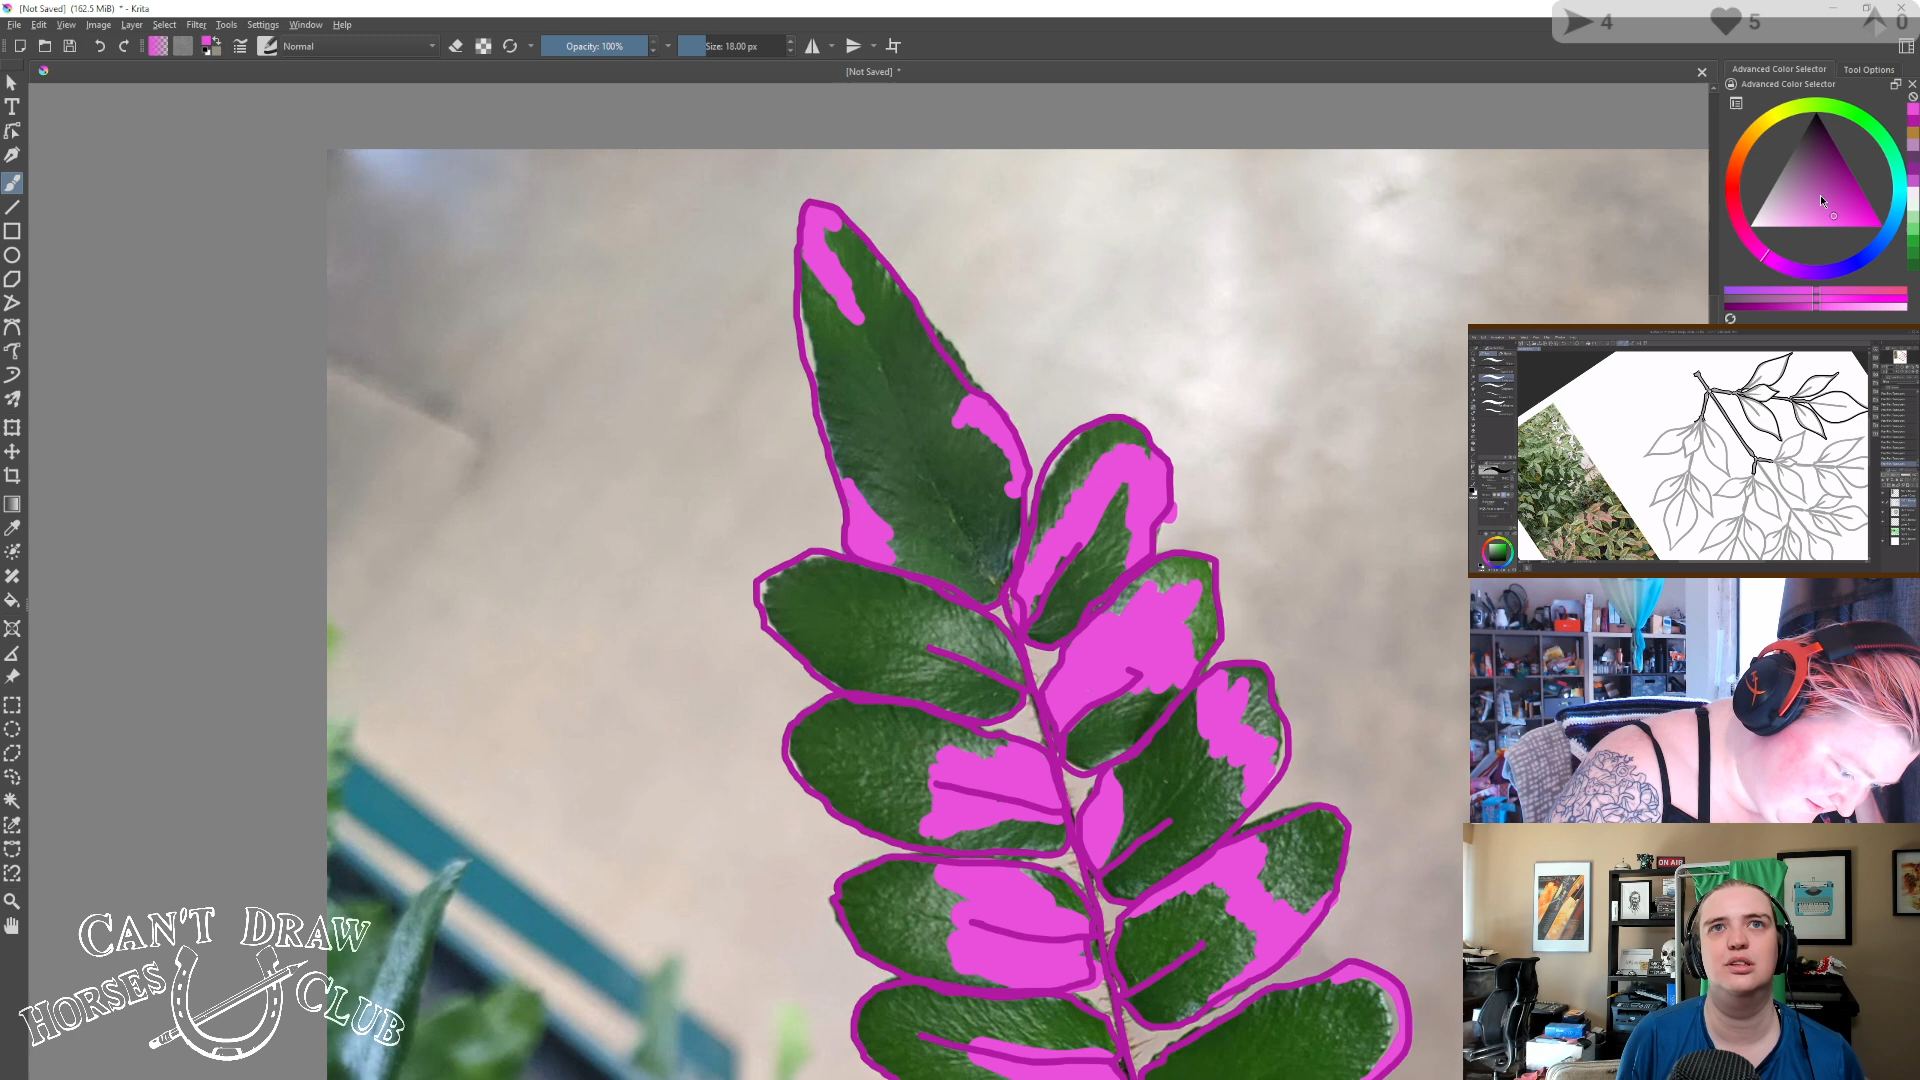 [Not Saved] (162.5 MiB) * - Krita
File Edit View Image Layer Select Filter Tools Settings Window Help
4 5 0
Normal Opacity: 100% Size: 18.00 px
[Not Saved] *
Advanced Color Selector Tool Options
Advanced Color Selector
ON AIR
CAN'T DRAW
HORSES CLUB